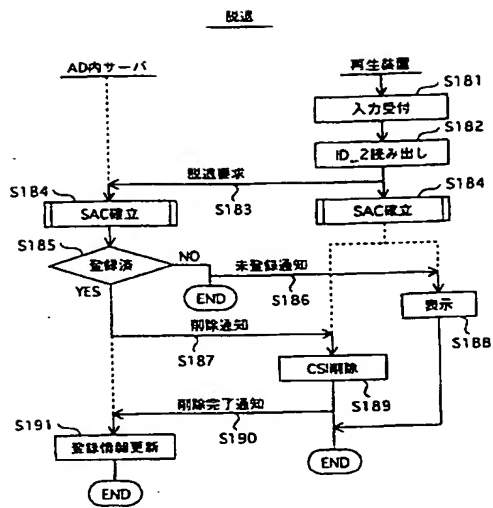 脱退
AD内サーバ
再生装置
S181
入力受付
S182
ID_2読み出し
脱退要求
S183
S184
SAC確立
S184
SAC確立
S185
登録済
NO
YES
END
未登録通知
S186
表示
S188
削除通知
S187
CSI削除
S189
削除完了通知
S190
S191
登録情報更新
END
END